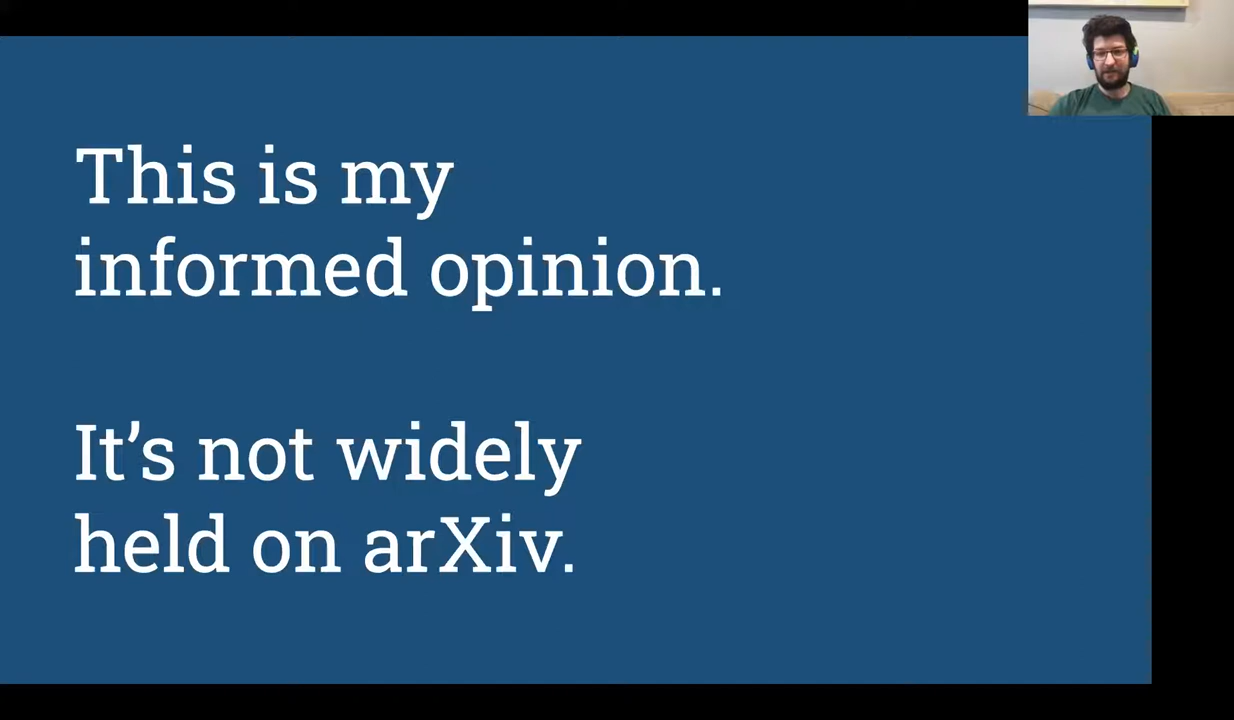 This is my
informed opinion.
It’s not widely
held on arXiv.